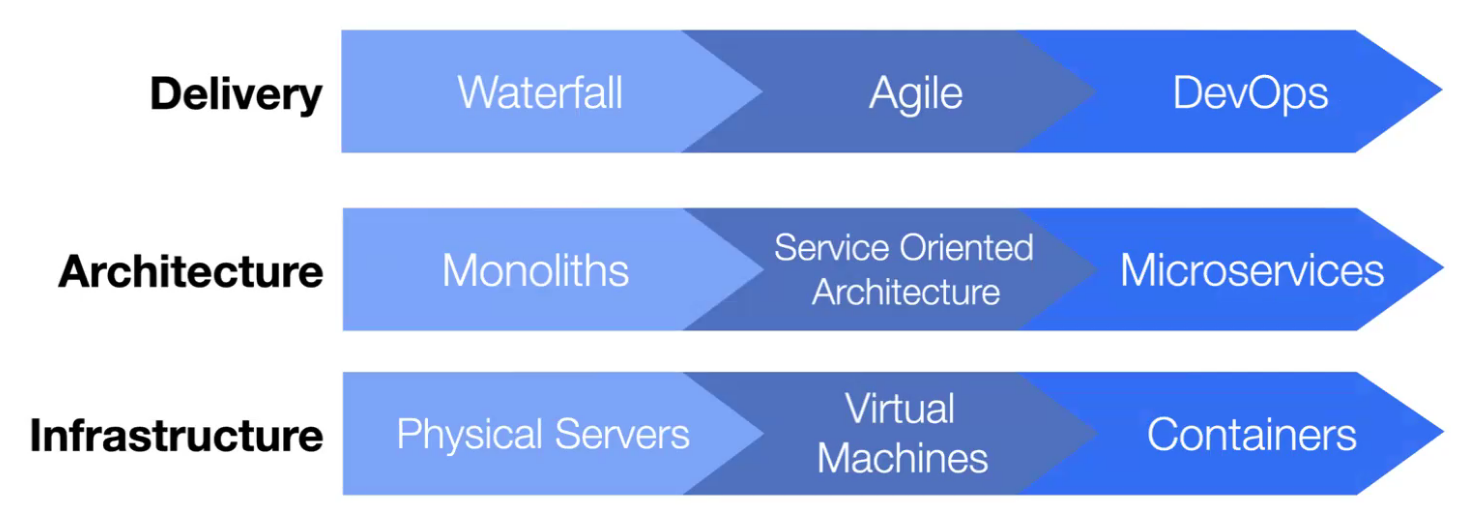 Delivery
Waterfall
Agile
DevOps
Architecture
Monoliths
Service Oriented
Architecture
Microservices
Infrastructure
Physical Servers
Virtual
Machines
Containers